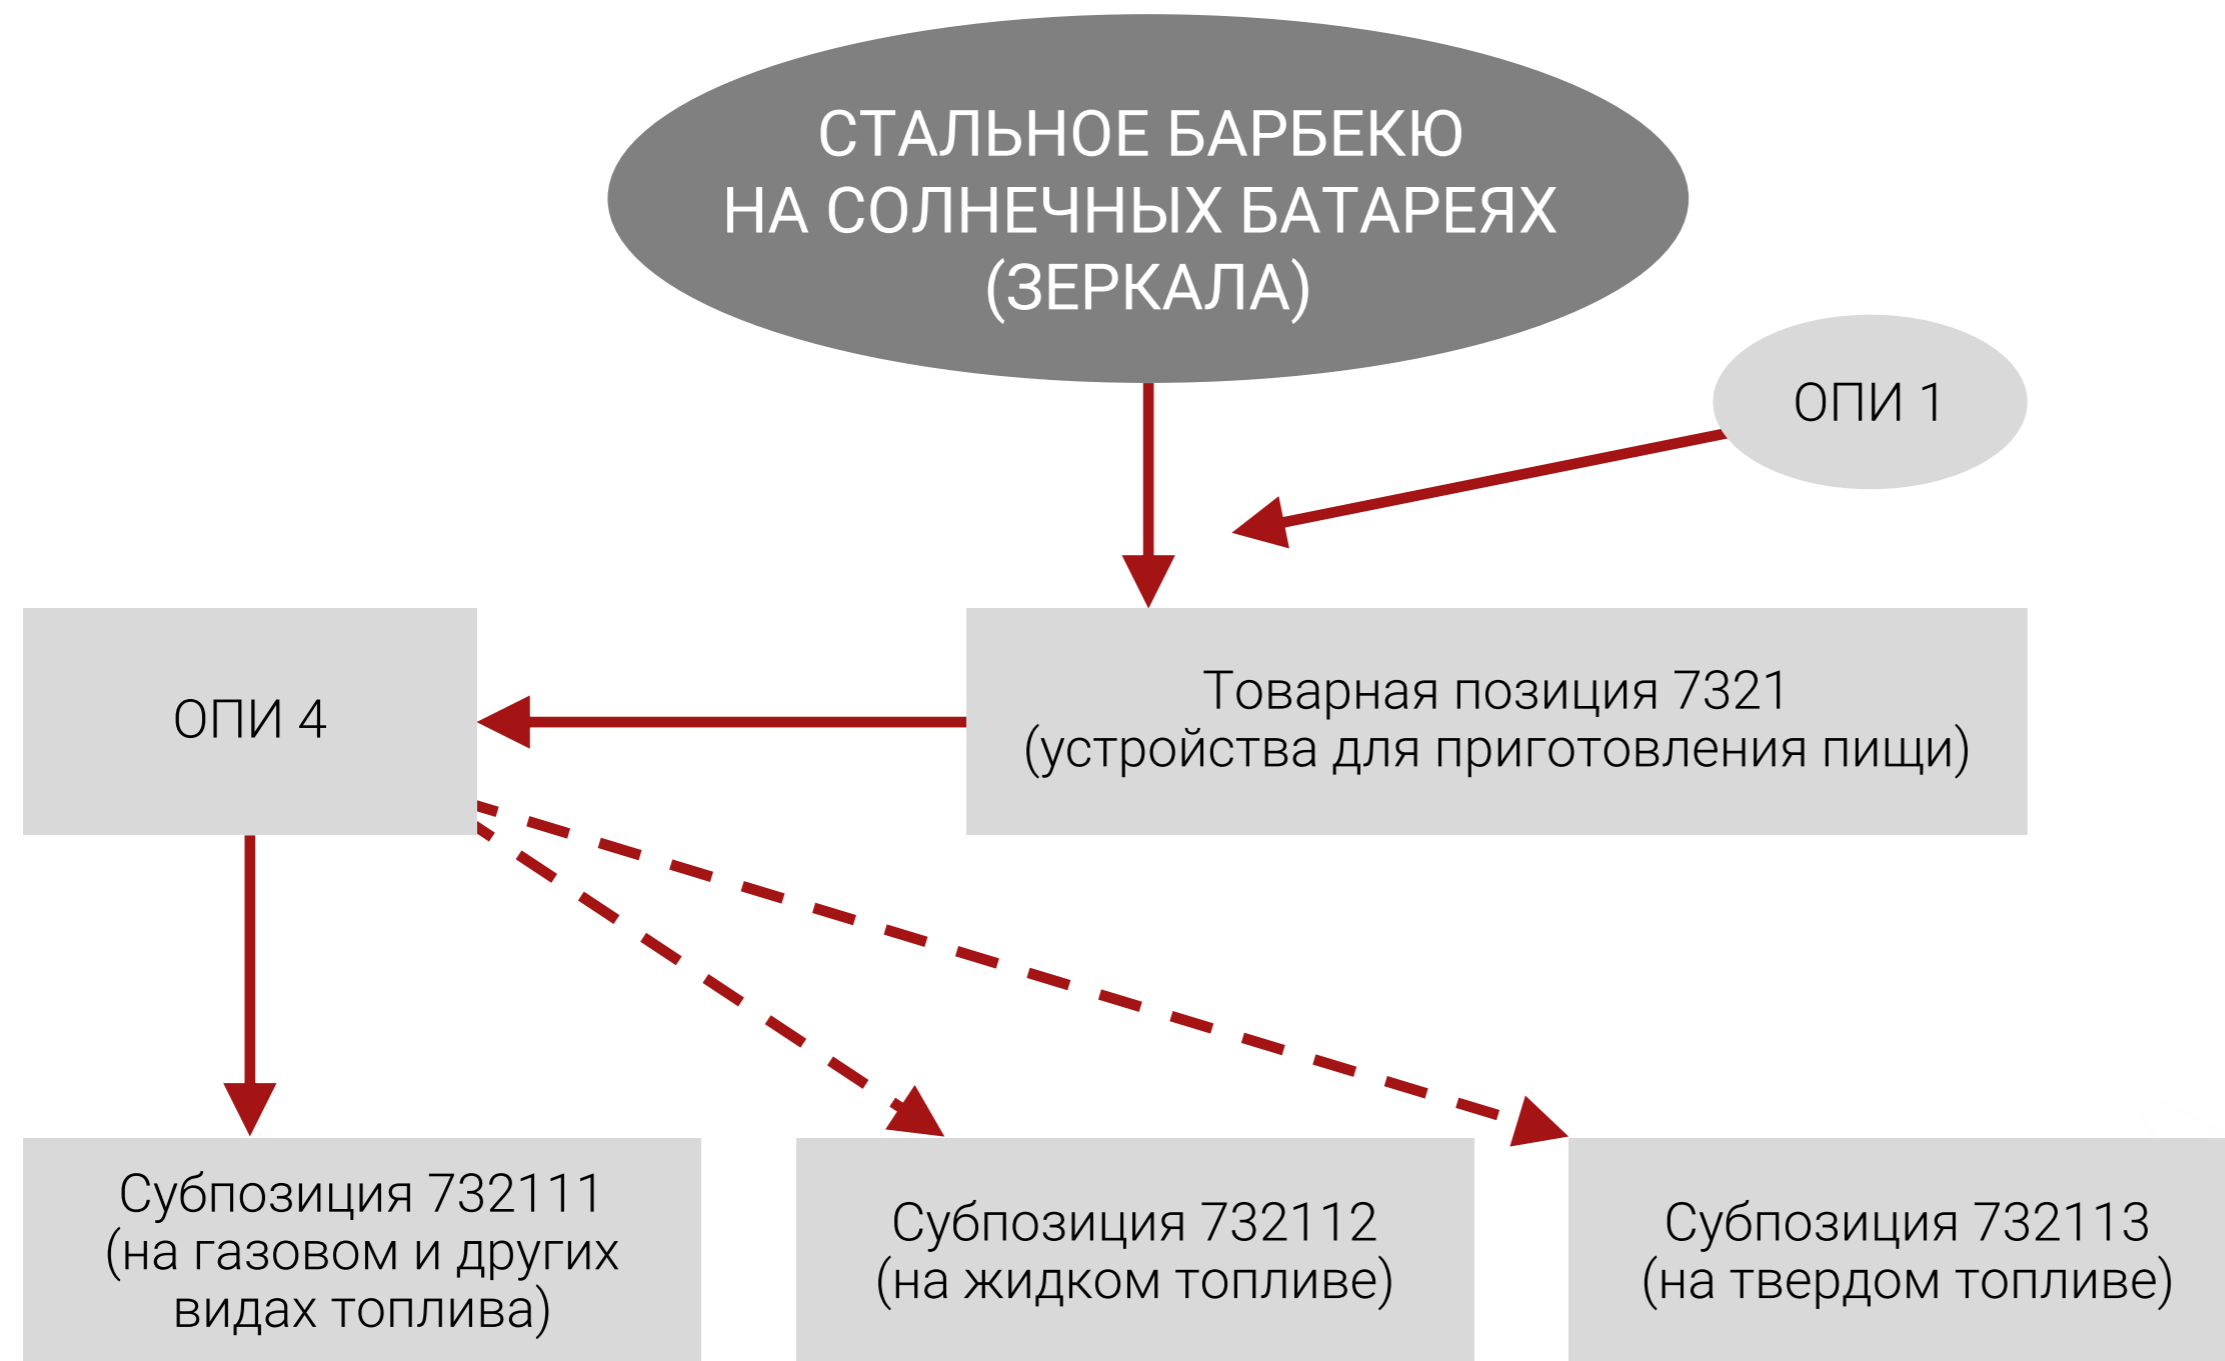 СТАЛЬНОЕ БАРБЕКЮ
НА СОЛНЕЧНЫХ БАТАРЕЯХ
(ЗЕРКАЛА)
ОПИ 1
ОПИ 4
Товарная позиция 7321
(устройства для приготовления пищи)
Субпозиция 732111
(на газовом и других
видах топлива)
Субпозиция 732112
(на жидком топливе)
Субпозиция 732113
(на твердом топливе)